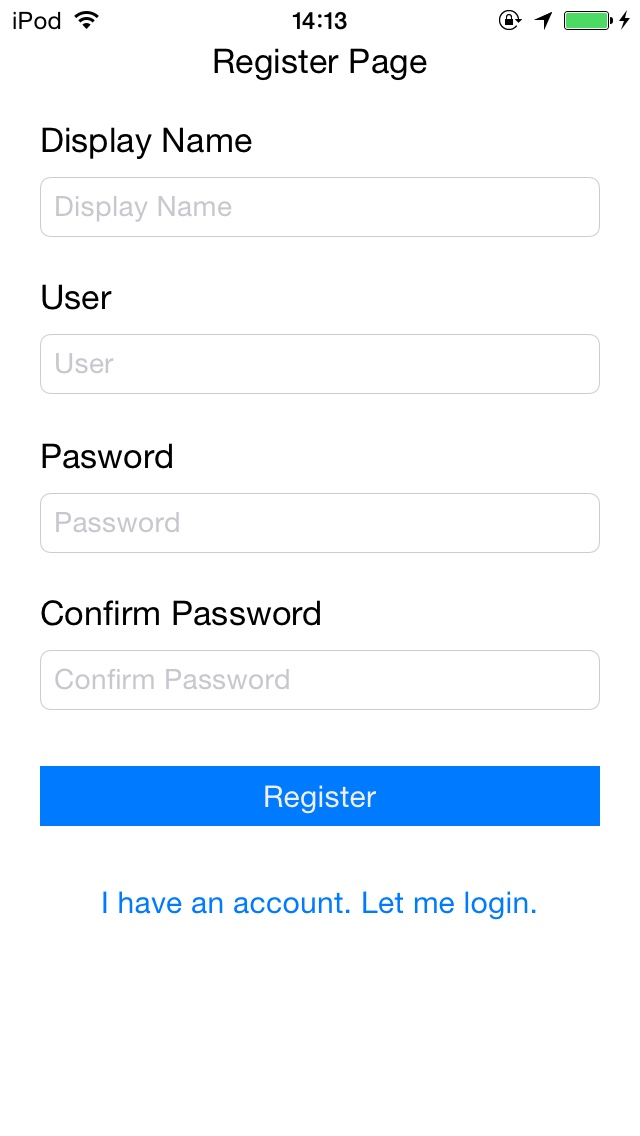 iPod 14:13
Register Page
Display Name
Display Name
User
User
Pasword
Password
Confirm Password
Confirm Password
Register
I have an account. Let me login.